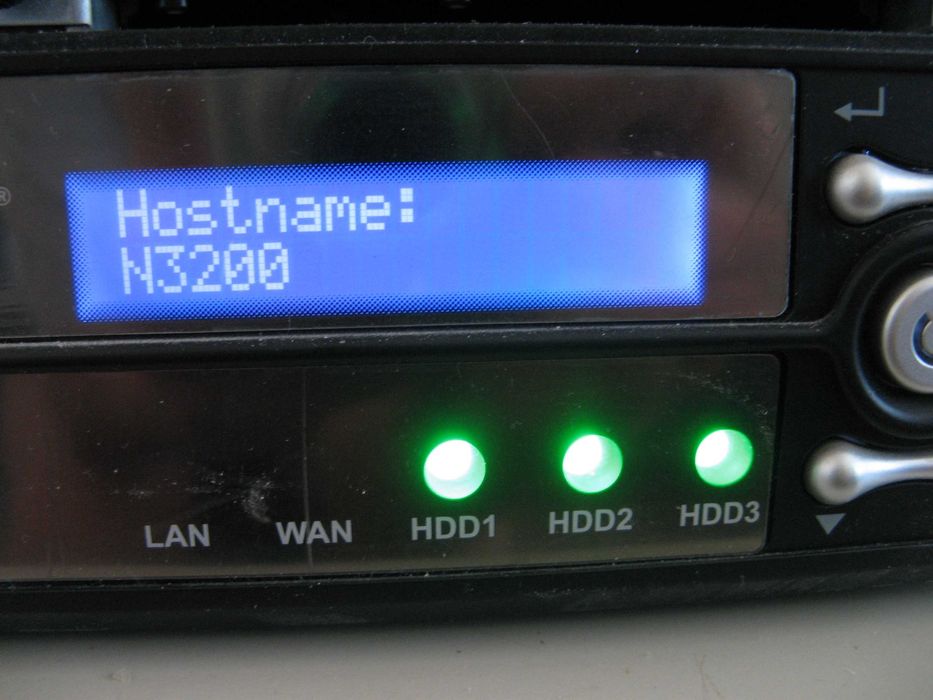 ®
Hostname:
N3200
LAN WAN HDD1 HDD2 HDD3